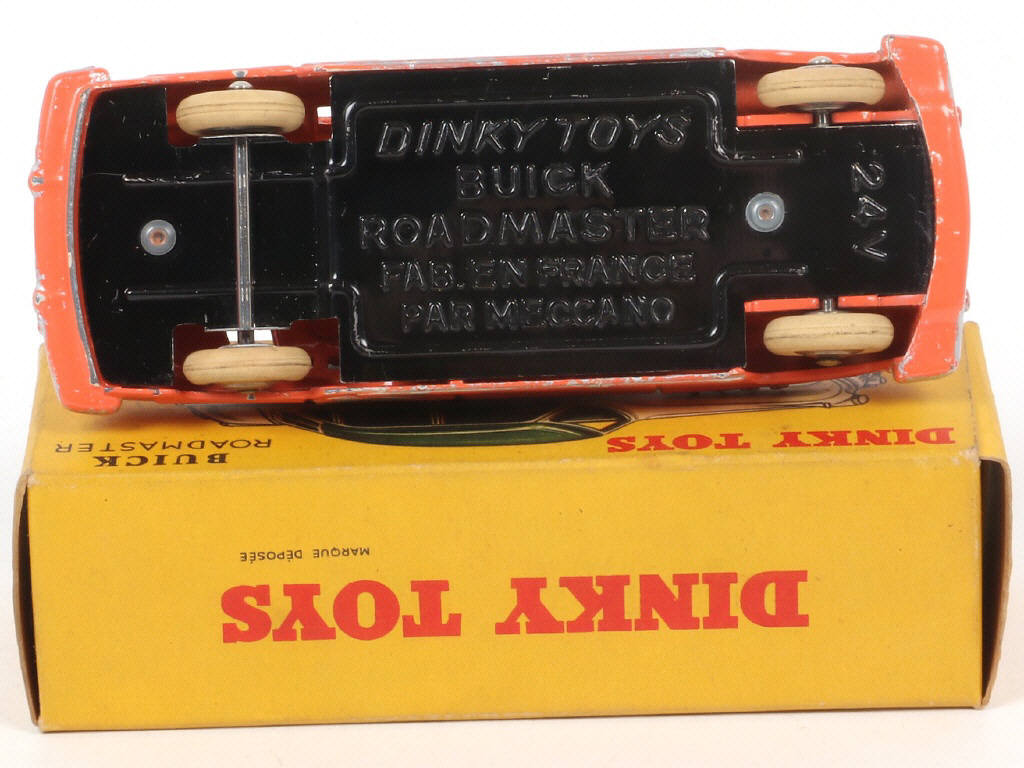 DINKY TOYS
BUICK
ROADMASTER
FAB. EN FRANCE
PAR MECCANO
24V
DINKY TOYS
BUICK
ROADMASTER
DINKY TOYS
MARQUE DÉPOSÉE